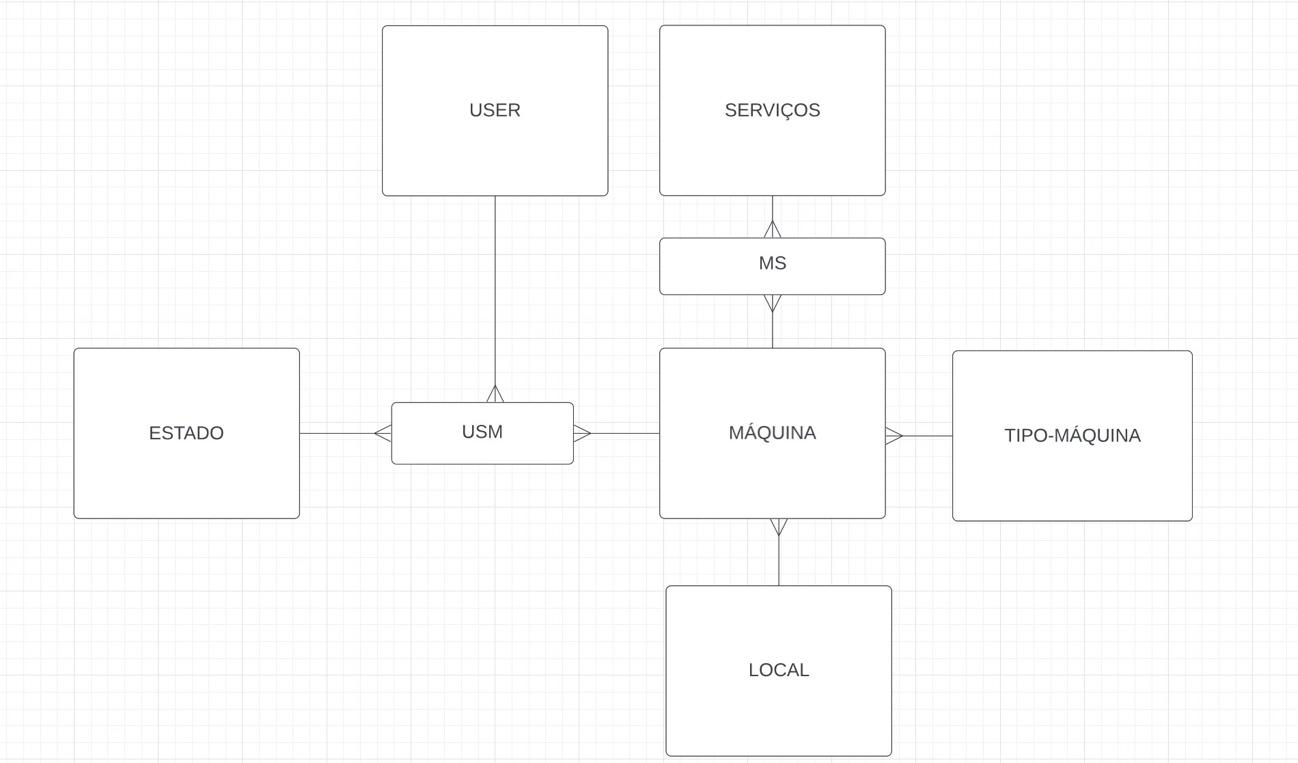 USER
SERVIÇOS
MS
ESTADO
USM
MÁQUINA
TIPO-MÁQUINA
LOCAL